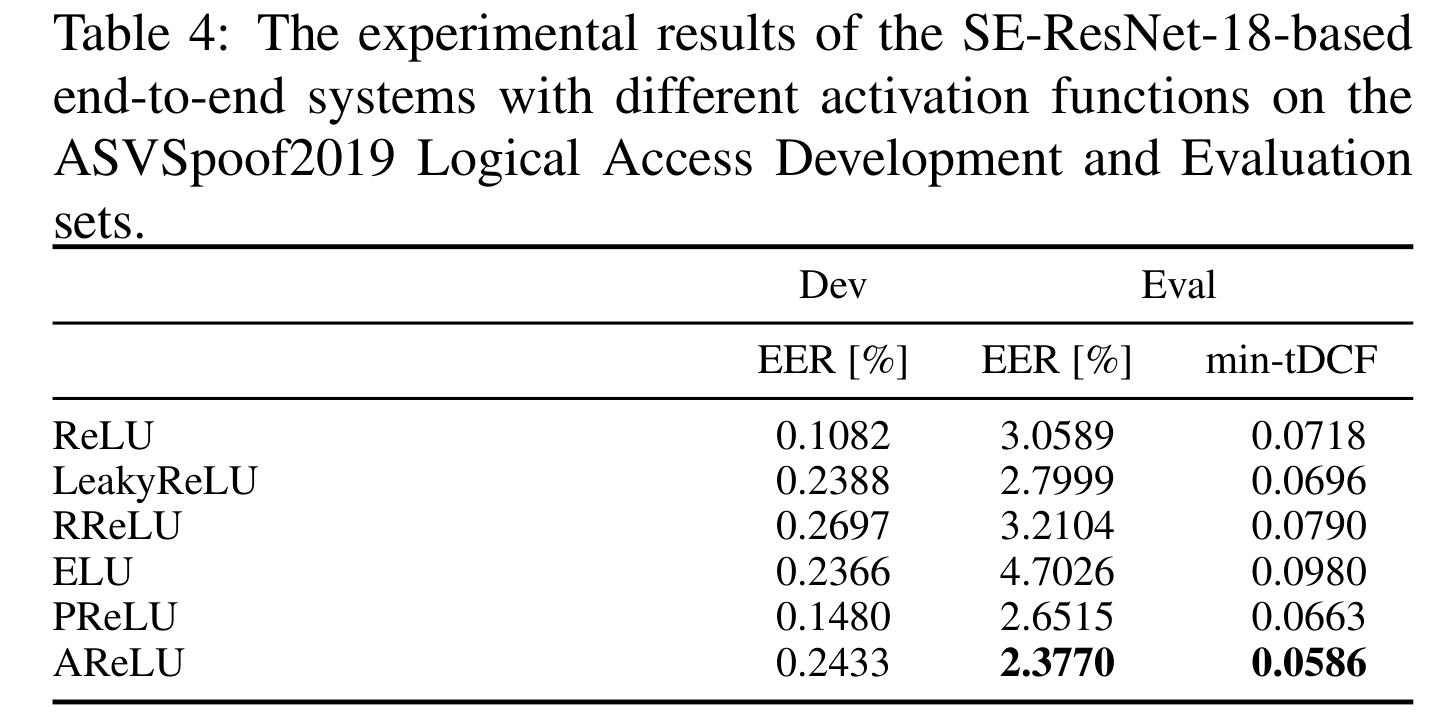 Table 4: The experimental results of the SE-ResNet-18-based
end-to-end systems with different activation functions on the
ASVSpoof2019 Logical Access Development and Evaluation
sets.
Dev Eval
EER [%] EER [%] min-tDCF
ReLU 0.1082 3.0589 0.0718
LeakyReLU 0.2388 2.7999 0.0696
RReLU 0.2697 3.2104 0.0790
ELU 0.2366 4.7026 0.0980
PReLU 0.1480 2.6515 0.0663
AReLU 0.2433 2.3770 0.0586